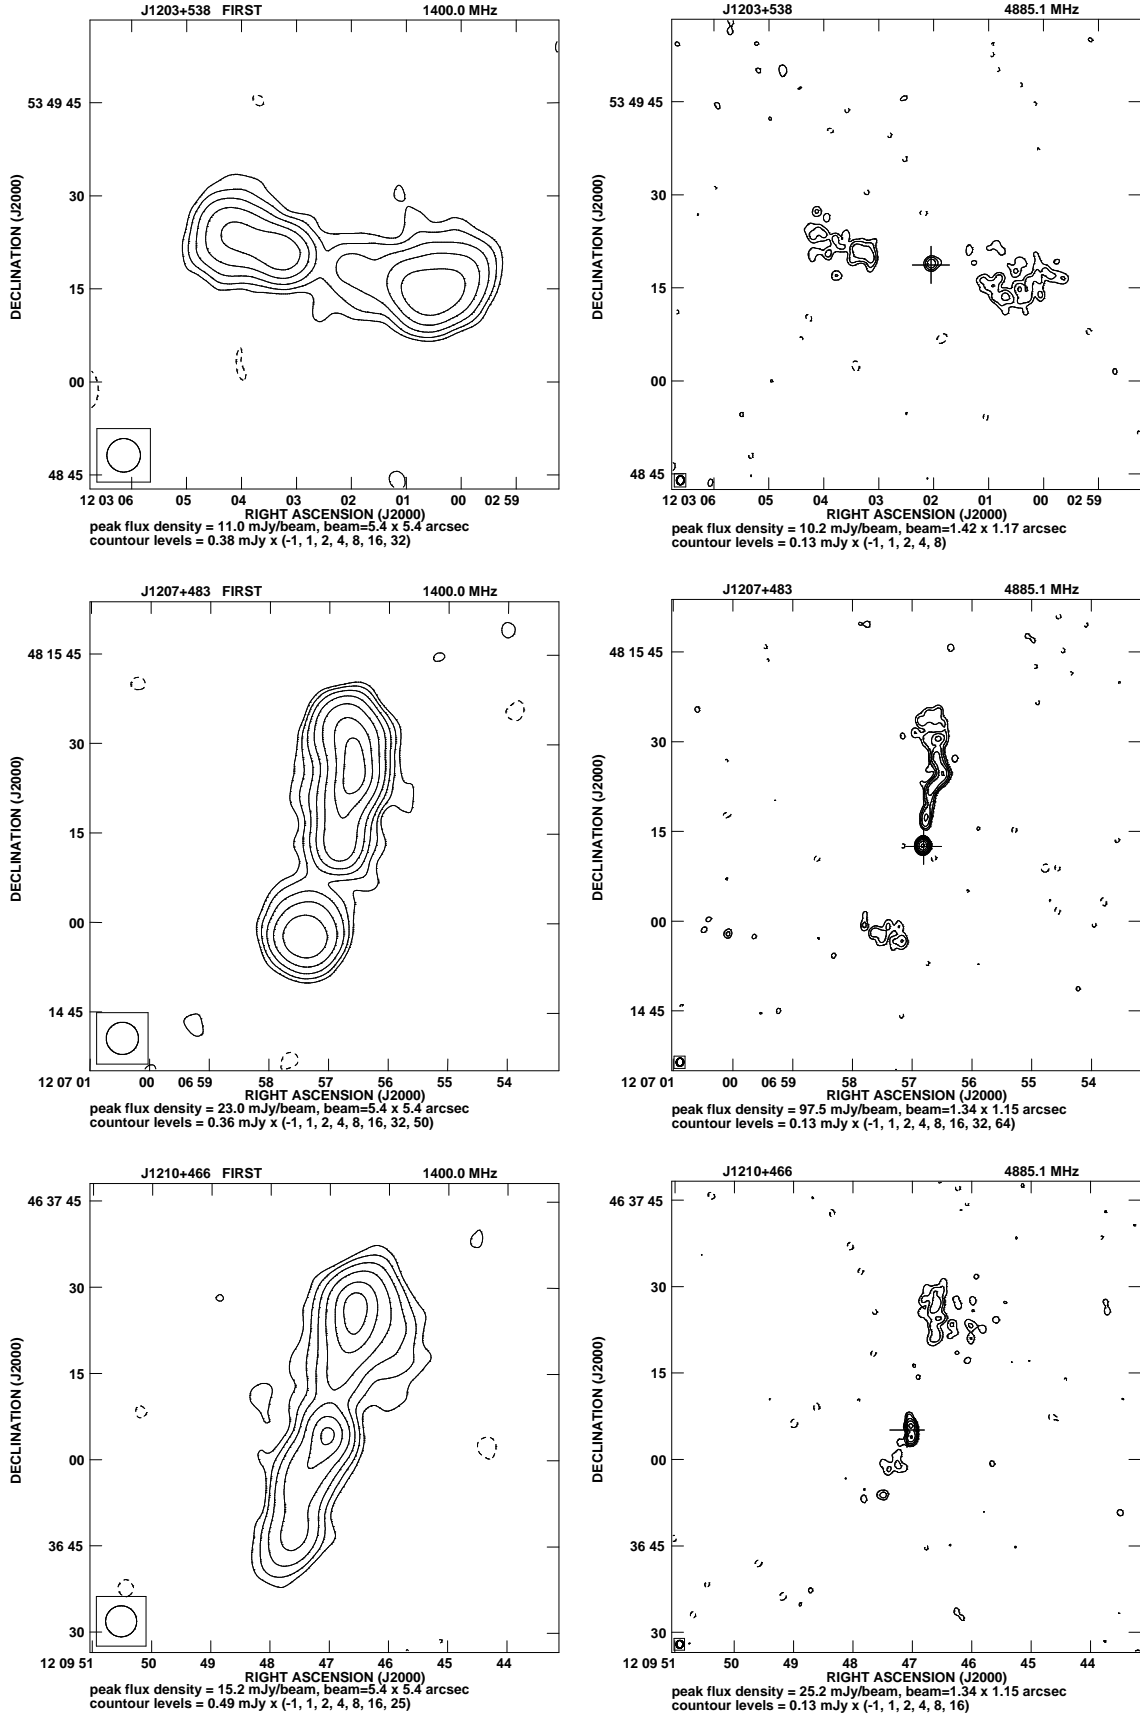 J1203+538 FIRST 1400.0 MHz
53 49 45
30
15
00
48 45
DECLINATION (J2000)
12 03 06 05 04 03 02 01 00 02 59
RIGHT ASCENSION (J2000)
peak flux density = 11.0 mJy/beam, beam=5.4 x 5.4 arcsec
countour levels = 0.38 mJy x (-1, 1, 2, 4, 8, 16, 32)
J1203+538 4885.1 MHz
53 49 45
30
15
00
48 45
DECLINATION (J2000)
12 03 06 05 04 03 02 01 00 02 59
RIGHT ASCENSION (J2000)
peak flux density = 10.2 mJy/beam, beam=1.42 x 1.17 arcsec
countour levels = 0.13 mJy x (-1, 1, 2, 4, 8)
J1207+483 FIRST 1400.0 MHz
48 15 45
30
15
00
14 45
DECLINATION (J2000)
12 07 01 00 06 59 58 57 56 55 54
RIGHT ASCENSION (J2000)
peak flux density = 23.0 mJy/beam, beam=5.4 x 5.4 arcsec
countour levels = 0.36 mJy x (-1, 1, 2, 4, 8, 16, 32, 50)
J1207+483 4885.1 MHz
48 15 45
30
15
00
14 45
DECLINATION (J2000)
12 07 01 00 06 59 58 57 56 55 54
RIGHT ASCENSION (J2000)
peak flux density = 97.5 mJy/beam, beam=1.34 x 1.15 arcsec
countour levels = 0.13 mJy x (-1, 1, 2, 4, 8, 16, 32, 64)
J1210+466 FIRST 1400.0 MHz
46 37 45
30
15
00
36 45
30
DECLINATION (J2000)
12 09 51 50 49 48 47 46 45 44
RIGHT ASCENSION (J2000)
peak flux density = 15.2 mJy/beam, beam=5.4 x 5.4 arcsec
countour levels = 0.49 mJy x (-1, 1, 2, 4, 8, 16, 25)
J1210+466 4885.1 MHz
46 37 45
30
15
00
36 45
30
DECLINATION (J2000)
12 09 51 50 49 48 47 46 45 44
RIGHT ASCENSION (J2000)
peak flux density = 25.2 mJy/beam, beam=1.34 x 1.15 arcsec
countour levels = 0.13 mJy x (-1, 1, 2, 4, 8, 16)